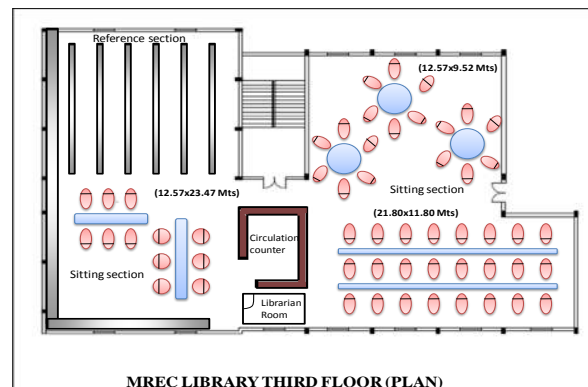 Reference section
(12.57x9.52 Mts)
(12.57x23.47 Mts)
Sitting section
(21.80x11.80 Mts)
Circulation
counter
Sitting section
Librarian
Room
MREC LIBRARY THIRD FLOOR (PLAN)